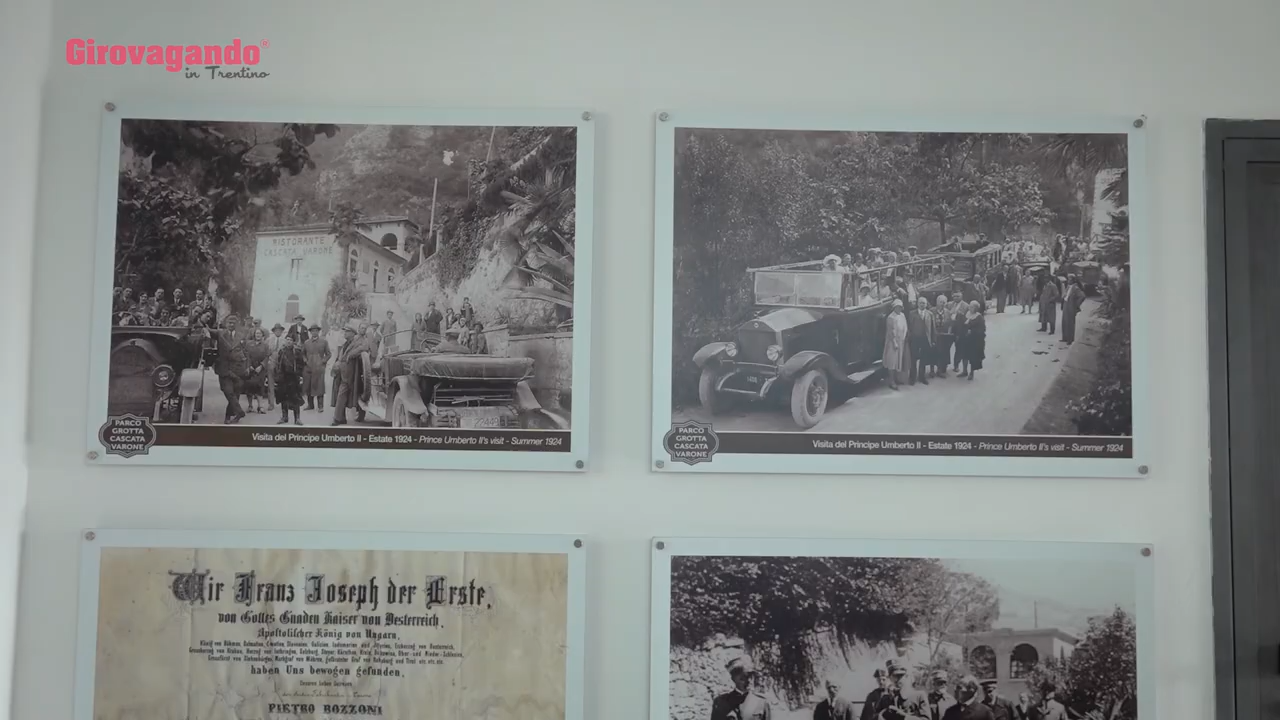 Girovagando®
in Trentino
RISTORANTE
CASCATA VARONE
PARCO
GROTTA
CASCATA
VARONE
Visita del Principe Umberto II - Estate 1924 - Prince Umberto II's visit - Summer 1924
PARCO
GROTTA
CASCATA
VARONE
Visita del Principe Umberto II - Estate 1924 - Prince Umberto II's visit - Summer 1924
Wir Franz Joseph der Erste,
von Gottes Gnaden Kaiser von Oesterreich,
Apostolischer König von Ungarn,
haben Uns bewogen gefunden,
PIETRO BOZZONI